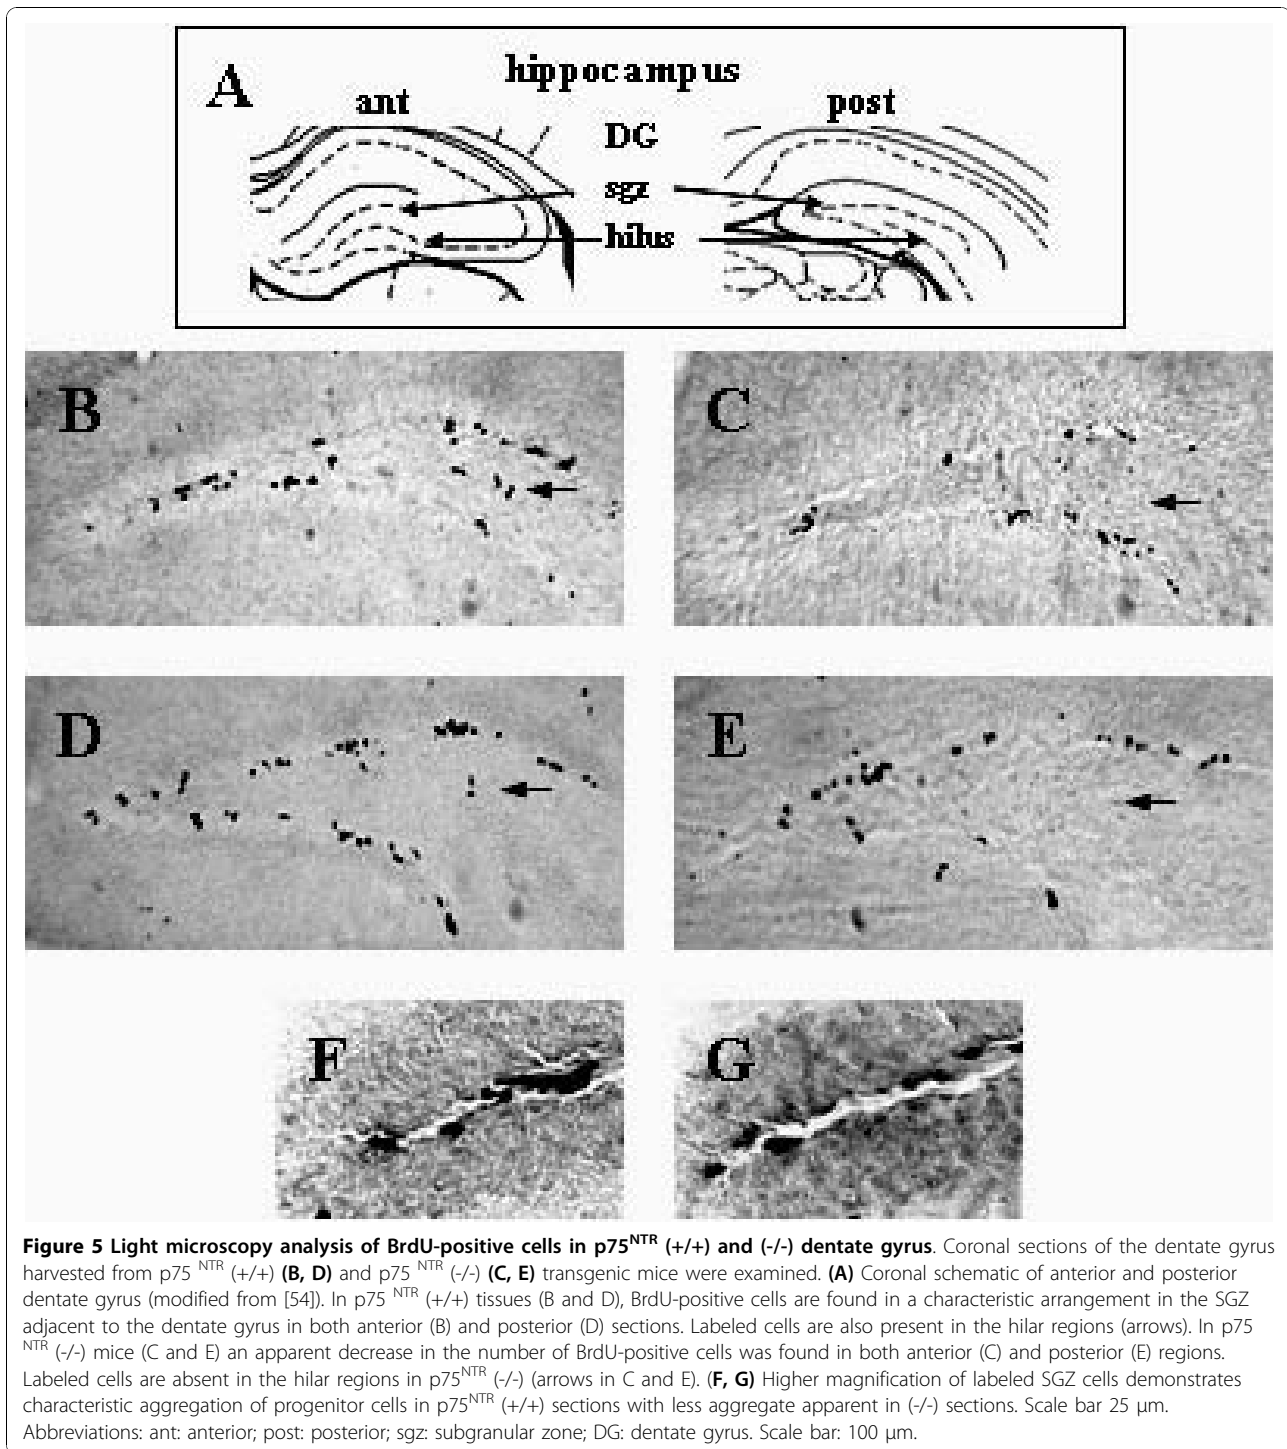 A
hippocampus
ant
post
DG
sgz
hilus
B
C
D
E
F
G
Figure 5 Light microscopy analysis of BrdU-positive cells in p75NTR (+/+) and (-/-) dentate gyrus. Coronal sections of the dentate gyrus
harvested from p75 NTR (+/+) (B, D) and p75 NTR (-/-) (C, E) transgenic mice were examined. (A) Coronal schematic of anterior and posterior
dentate gyrus (modified from [54]). In p75 NTR (+/+) tissues (B and D), BrdU-positive cells are found in a characteristic arrangement in the SGZ
adjacent to the dentate gyrus in both anterior (B) and posterior (D) sections. Labeled cells are also present in the hilar regions (arrows). In p75
NTR (-/-) mice (C and E) an apparent decrease in the number of BrdU-positive cells was found in both anterior (C) and posterior (E) regions.
Labeled cells are absent in the hilar regions in p75NTR (-/-) (arrows in C and E). (F, G) Higher magnification of labeled SGZ cells demonstrates
characteristic aggregation of progenitor cells in p75NTR (+/+) sections with less aggregate apparent in (-/-) sections. Scale bar 25 μm.
Abbreviations: ant: anterior; post: posterior; sgz: subgranular zone; DG: dentate gyrus. Scale bar: 100 μm.